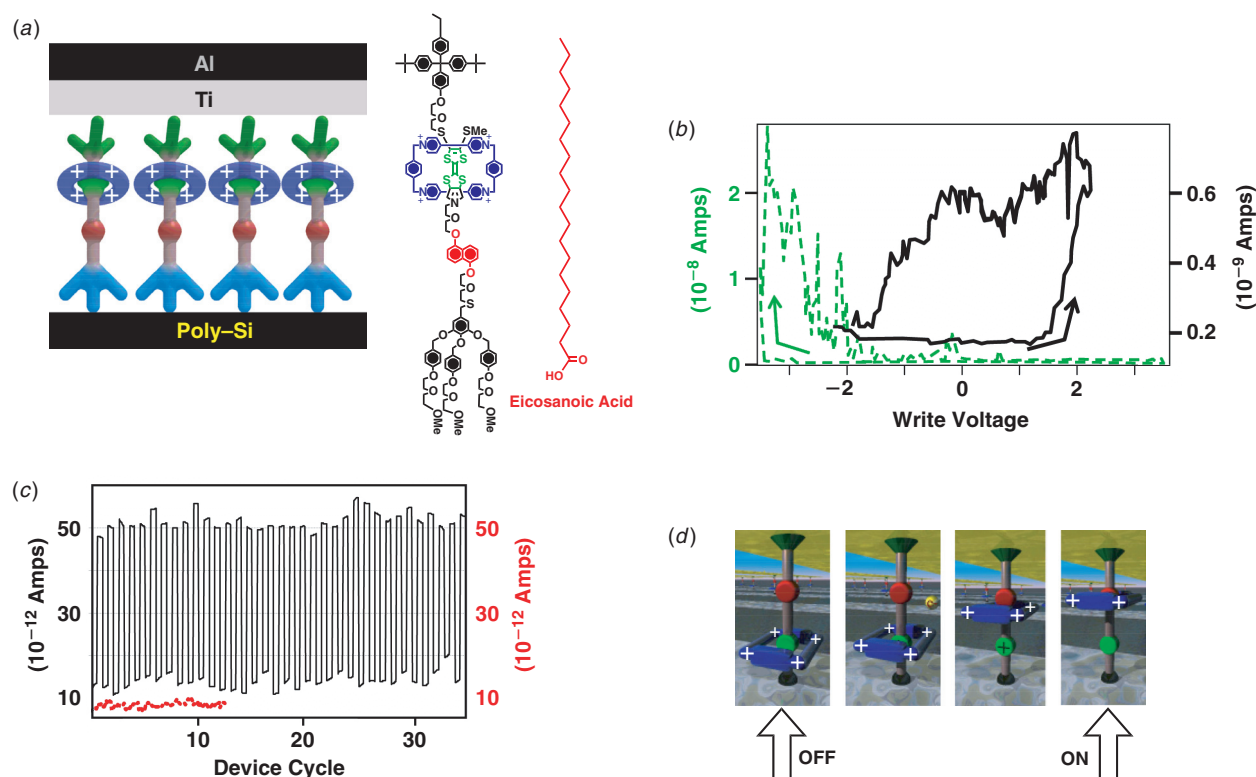 (a)
Al
Ti
Poly–Si
O
O
O
S
SMe
N+
+N
S
S
S
S
N+
+N
N
O
O
O
O
O
S
O
O
O
O
O
O
O
O
O
OMe
OMe
OMe
O
HO
Eicosanoic Acid
(b)
(10⁻⁸ Amps)
2
1
0
0.6
0.4
0.2
(10⁻⁹ Amps)
−2
0
2
Write Voltage
(c)
(10⁻¹² Amps)
50
30
10
50
30
10
(10⁻¹² Amps)
10
20
30
Device Cycle
(d)
OFF
ON